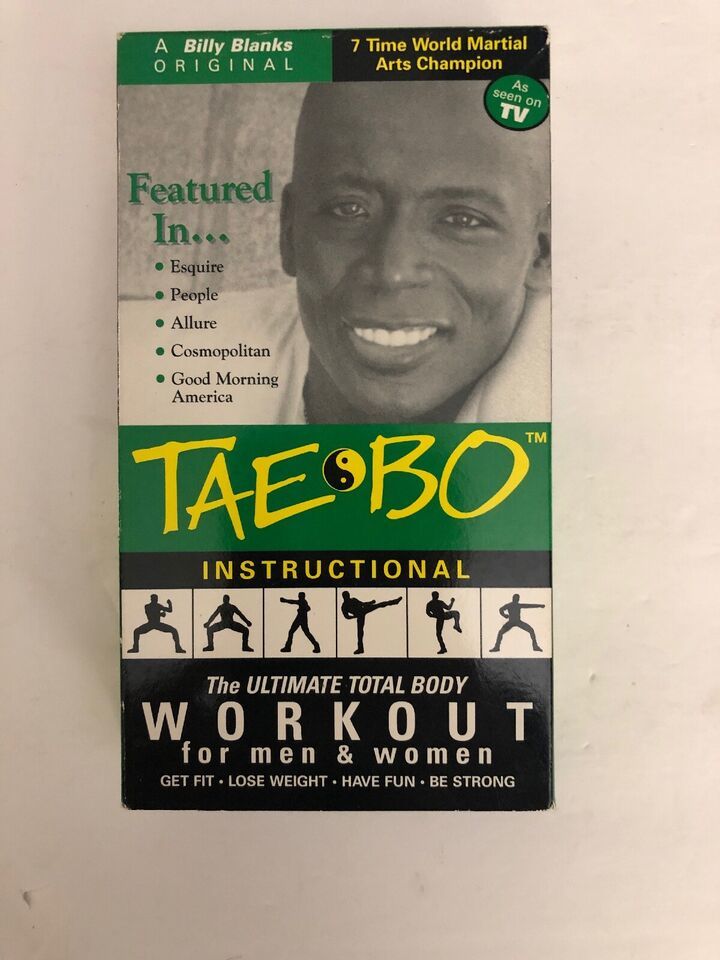 A Billy Blanks
ORIGINAL
7 Time World Martial
Arts Champion
As
seen on
TV
Featured
In...
• Esquire
• People
• Allure
• Cosmopolitan
• Good Morning
America
TAE BO™
INSTRUCTIONAL
The ULTIMATE TOTAL BODY
WORKOUT
for men & women
GET FIT • LOSE WEIGHT • HAVE FUN • BE STRONG